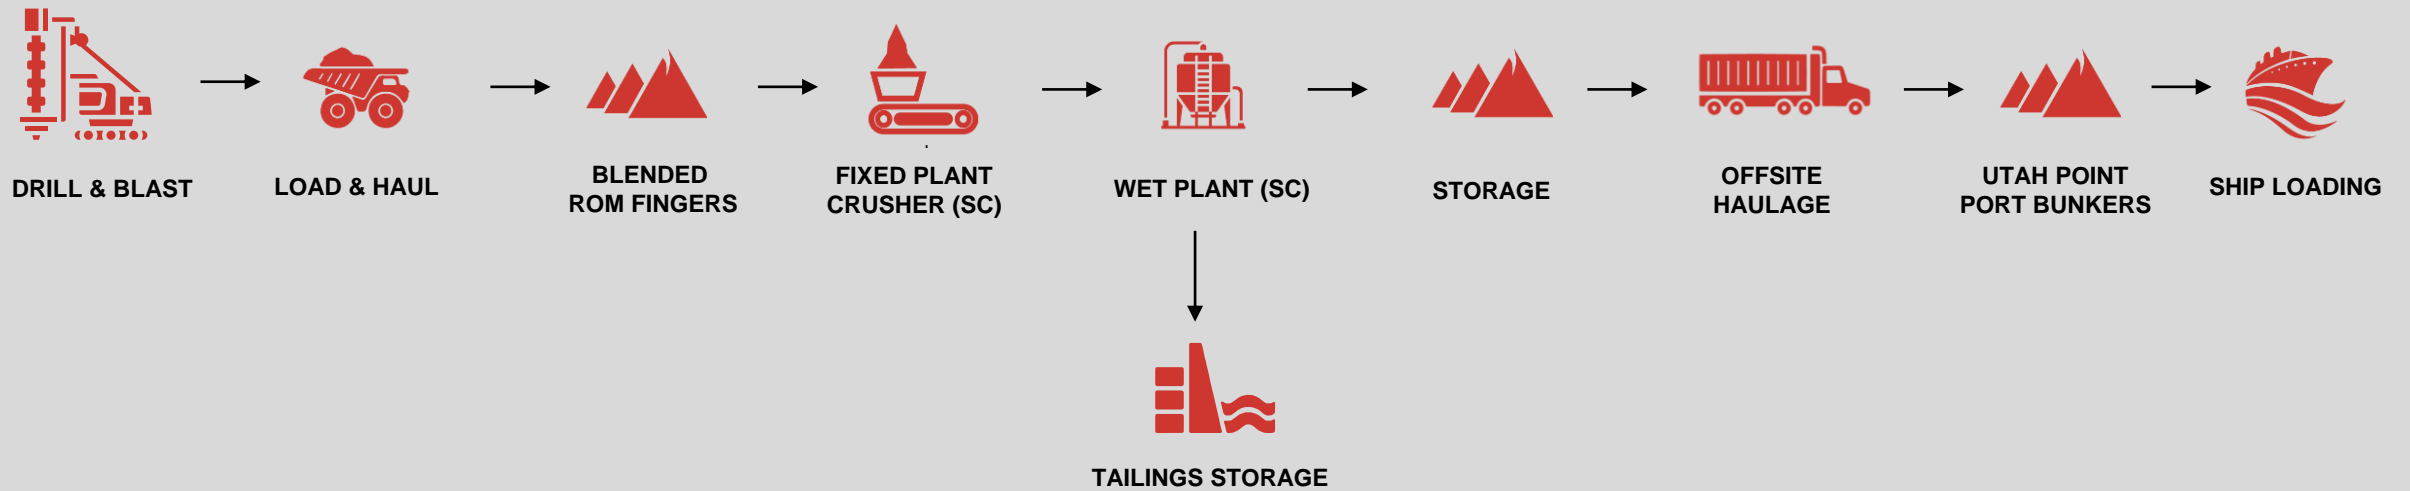 DRILL & BLAST
LOAD & HAUL
BLENDED
ROM FINGERS
FIXED PLANT
CRUSHER (SC)
WET PLANT (SC)
STORAGE
OFFSITE
HAULAGE
UTAH POINT
PORT BUNKERS
SHIP LOADING
TAILINGS STORAGE